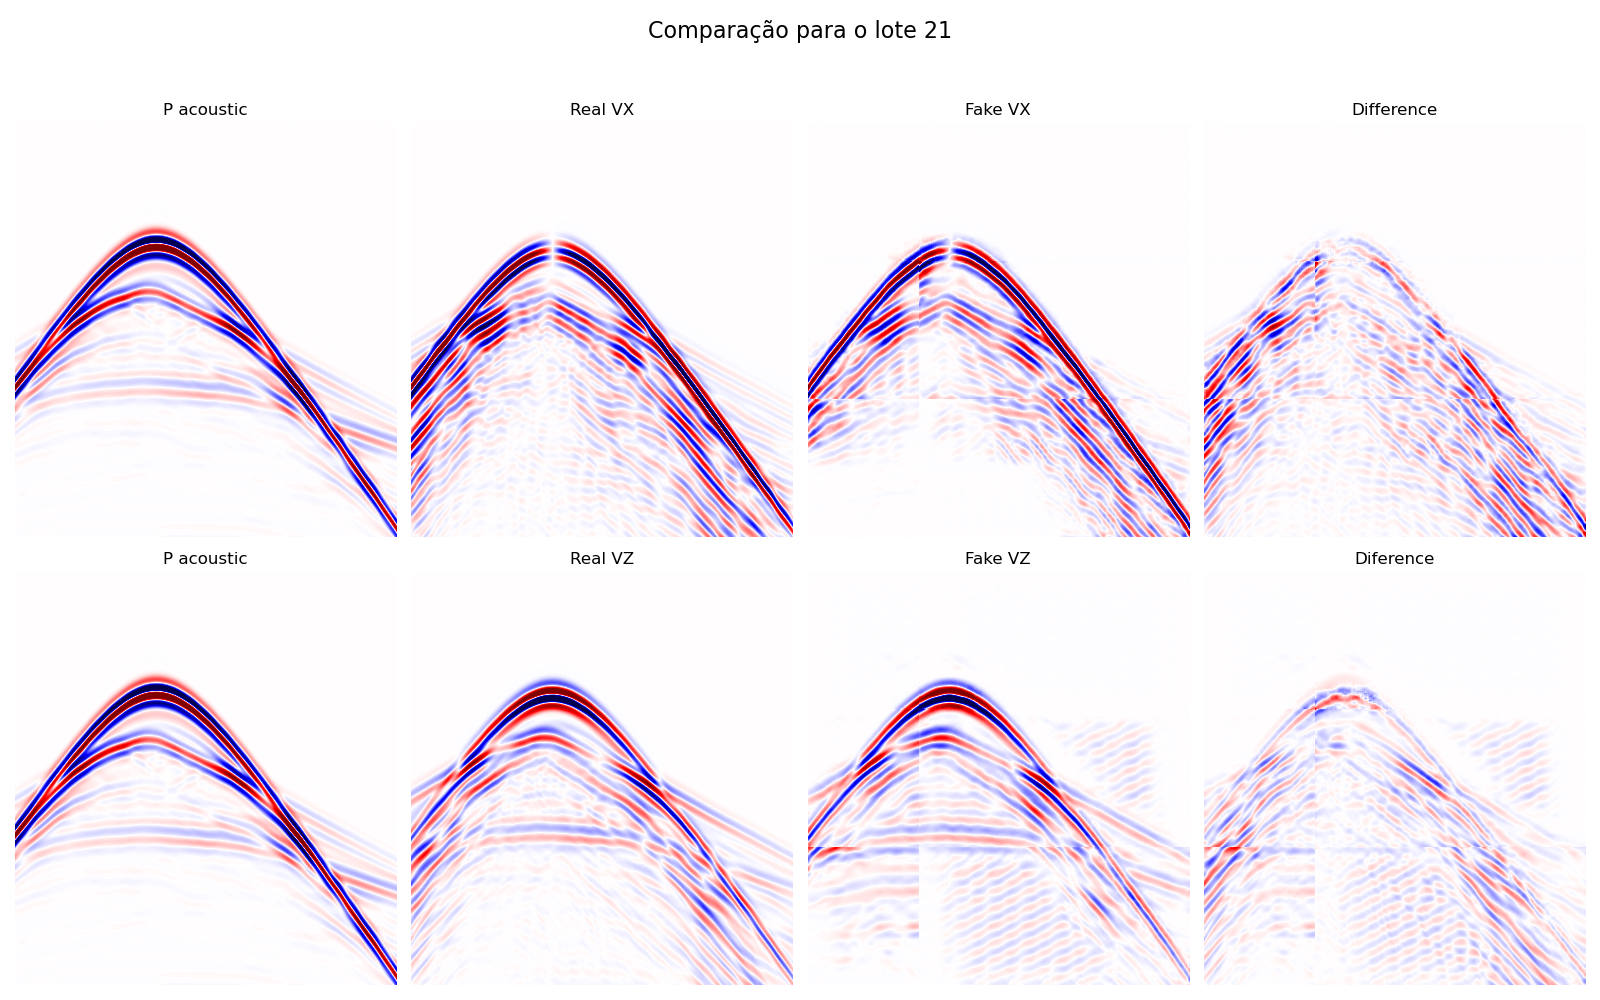 Comparação para o lote 21
P acoustic
Real VX
Fake VX
Difference
P acoustic
Real VZ
Fake VZ
Diference